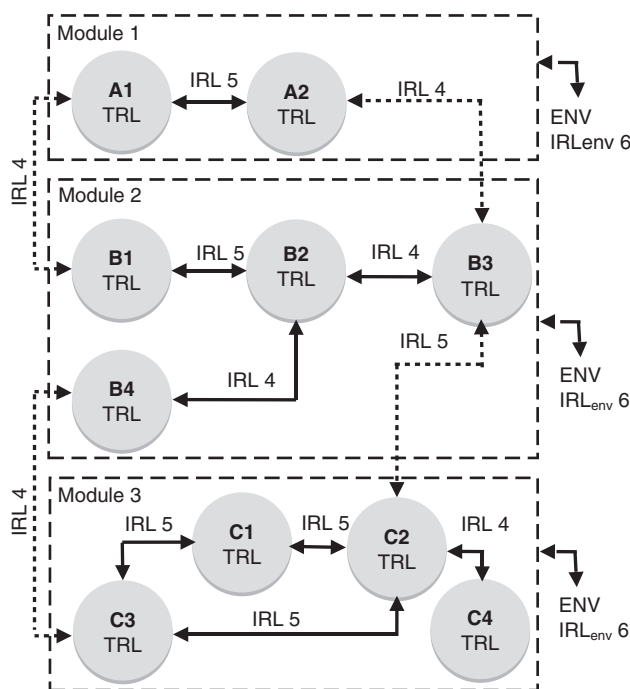 Module 1
A1
TRL
IRL 5
A2
TRL
IRL 4
ENV
IRLenv 6
IRL 4
Module 2
B1
TRL
IRL 5
B2
TRL
IRL 4
B3
TRL
IRL 5
B4
TRL
IRL 4
ENV
IRLenv 6
IRL 4
Module 3
IRL 5
C1
TRL
IRL 5
C2
TRL
IRL 4
C3
TRL
IRL 5
C4
TRL
ENV
IRLenv 6